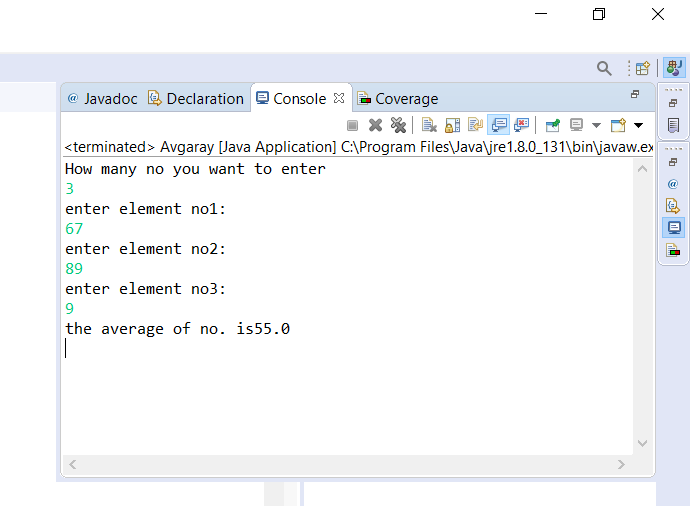 @ Javadoc Declaration Console Coverage
<terminated> Avgaray [Java Application] C:\Program Files\Java\jre1.8.0_131\bin\javaw.ex
How many no you want to enter
3
enter element no1:
67
enter element no2:
89
enter element no3:
9
the average of no. is55.0